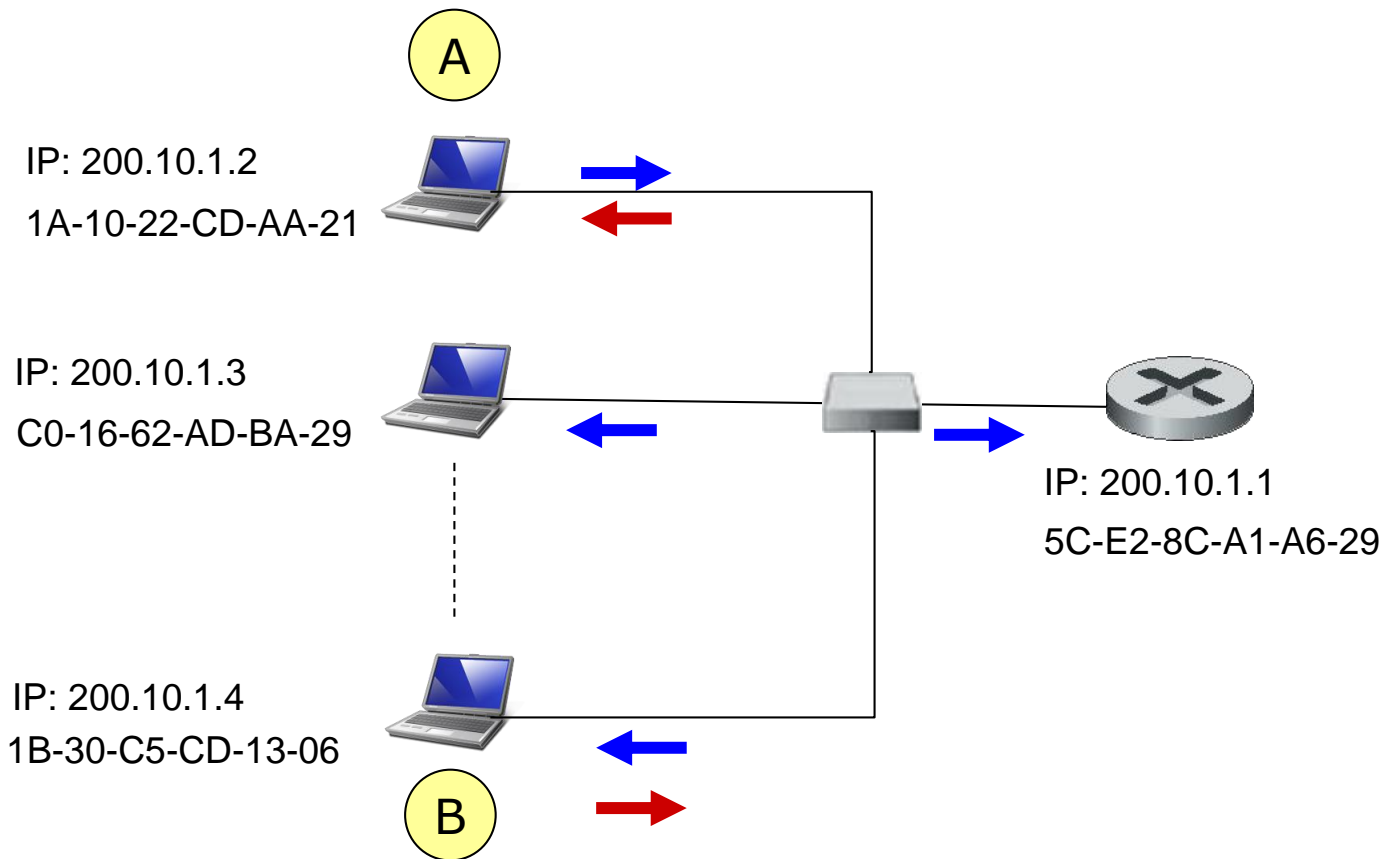 A
IP: 200.10.1.2
1A-10-22-CD-AA-21
IP: 200.10.1.3
C0-16-62-AD-BA-29
IP: 200.10.1.1
5C-E2-8C-A1-A6-29
IP: 200.10.1.4
1B-30-C5-CD-13-06
B